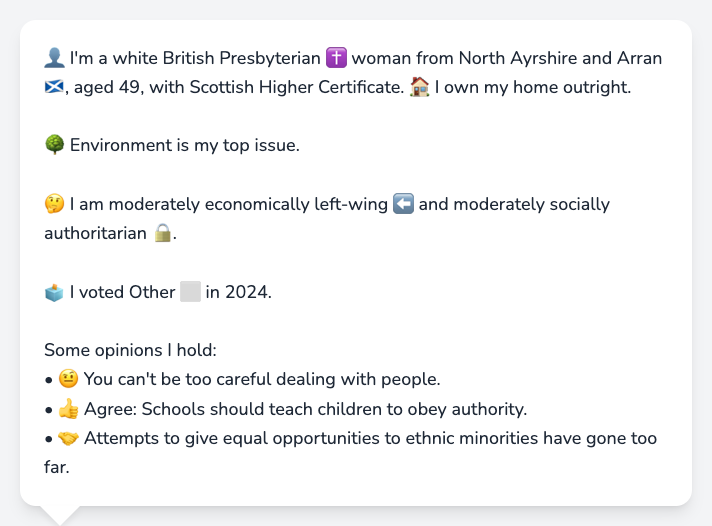 👤 I'm a white British Presbyterian ✝️ woman from North Ayrshire and Arran
🏴󠁧󠁢󠁳󠁣󠁴󠁿, aged 49, with Scottish Higher Certificate. 🏠 I own my home outright.
🌳 Environment is my top issue.
🤔 I am moderately economically left-wing ⬅️ and moderately socially
authoritarian 🔒.
🗳️ I voted Other ⬜ in 2024.
Some opinions I hold:
• 🤨 You can't be too careful dealing with people.
• 👍 Agree: Schools should teach children to obey authority.
• 🤝 Attempts to give equal opportunities to ethnic minorities have gone too
far.